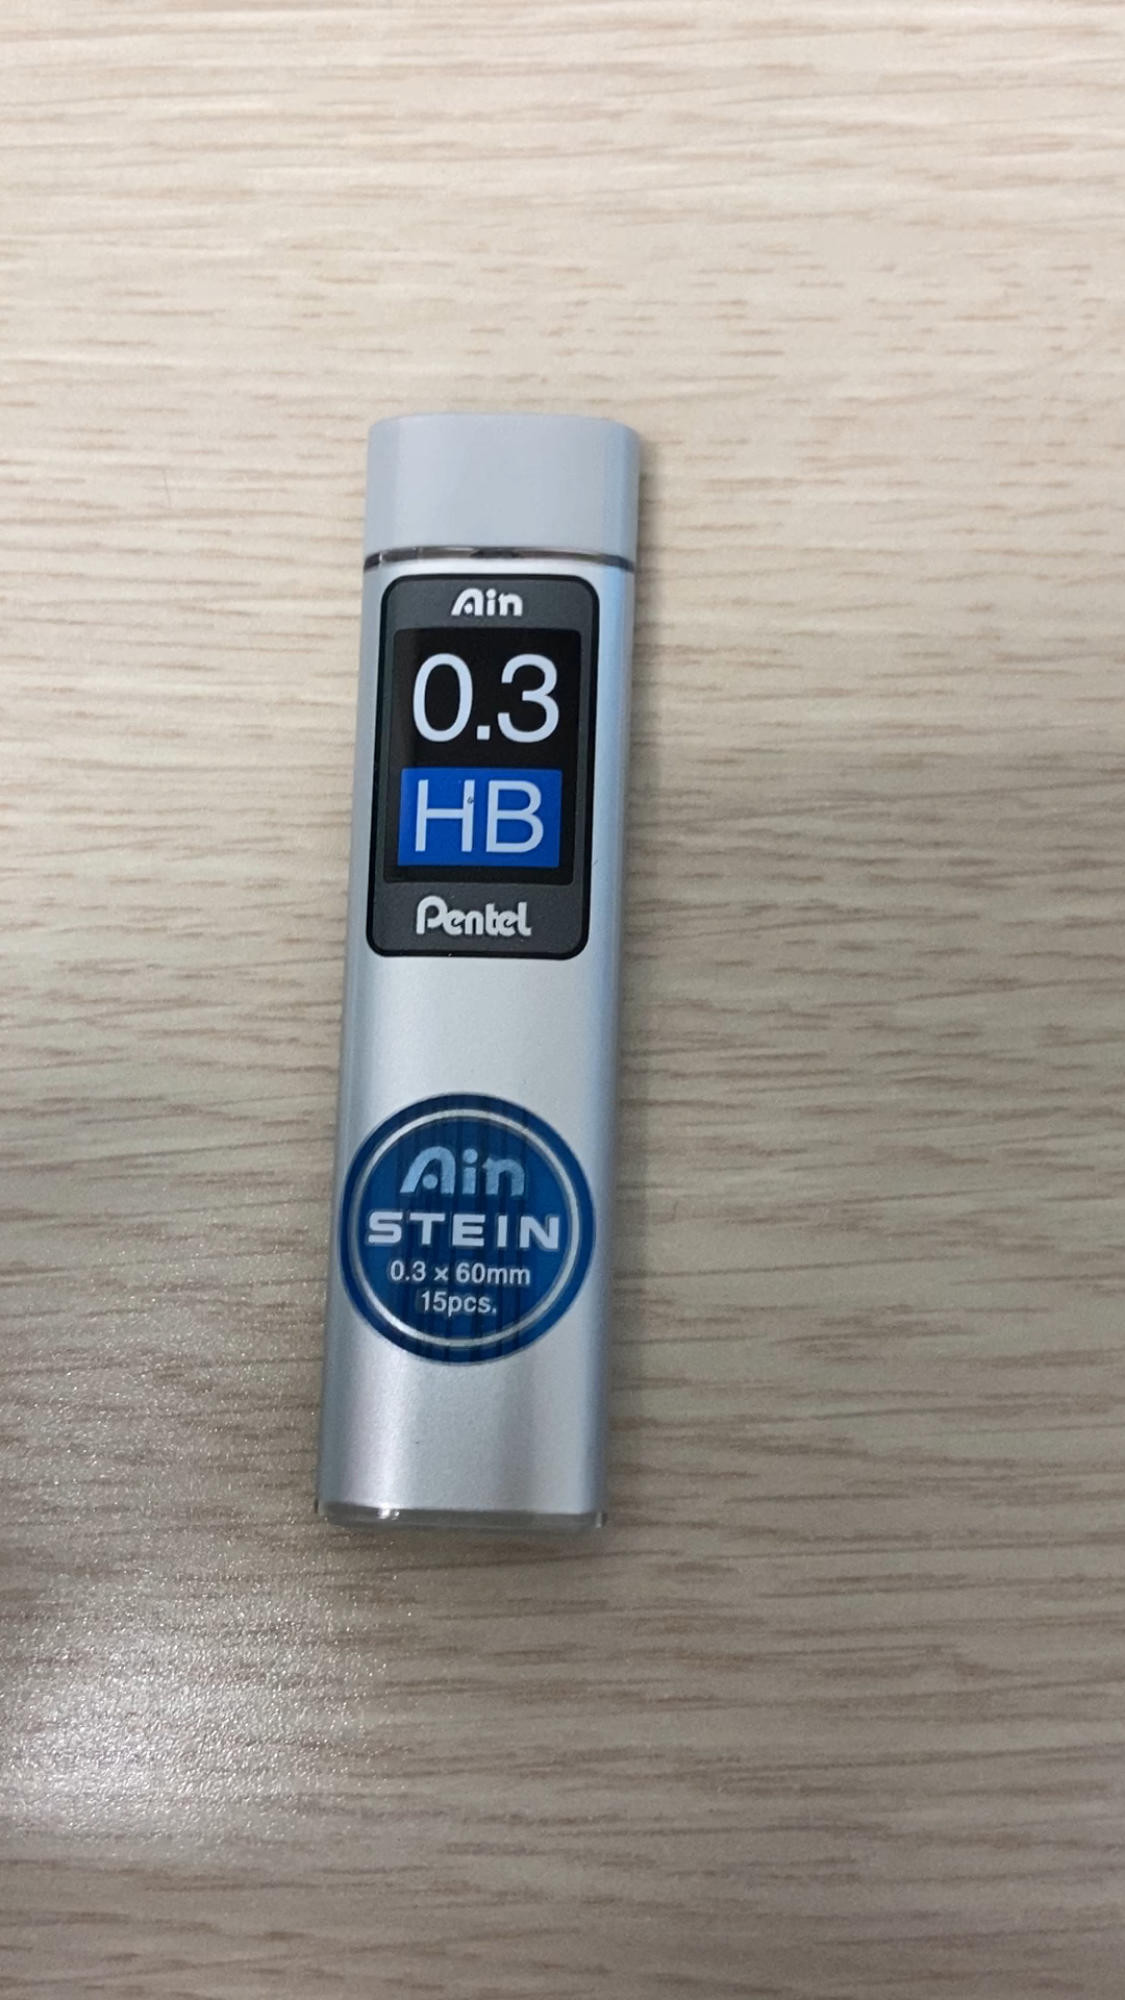 Ain
0.3
HB
Pentel
Ain
STEIN
0.3 × 60mm
15pcs.